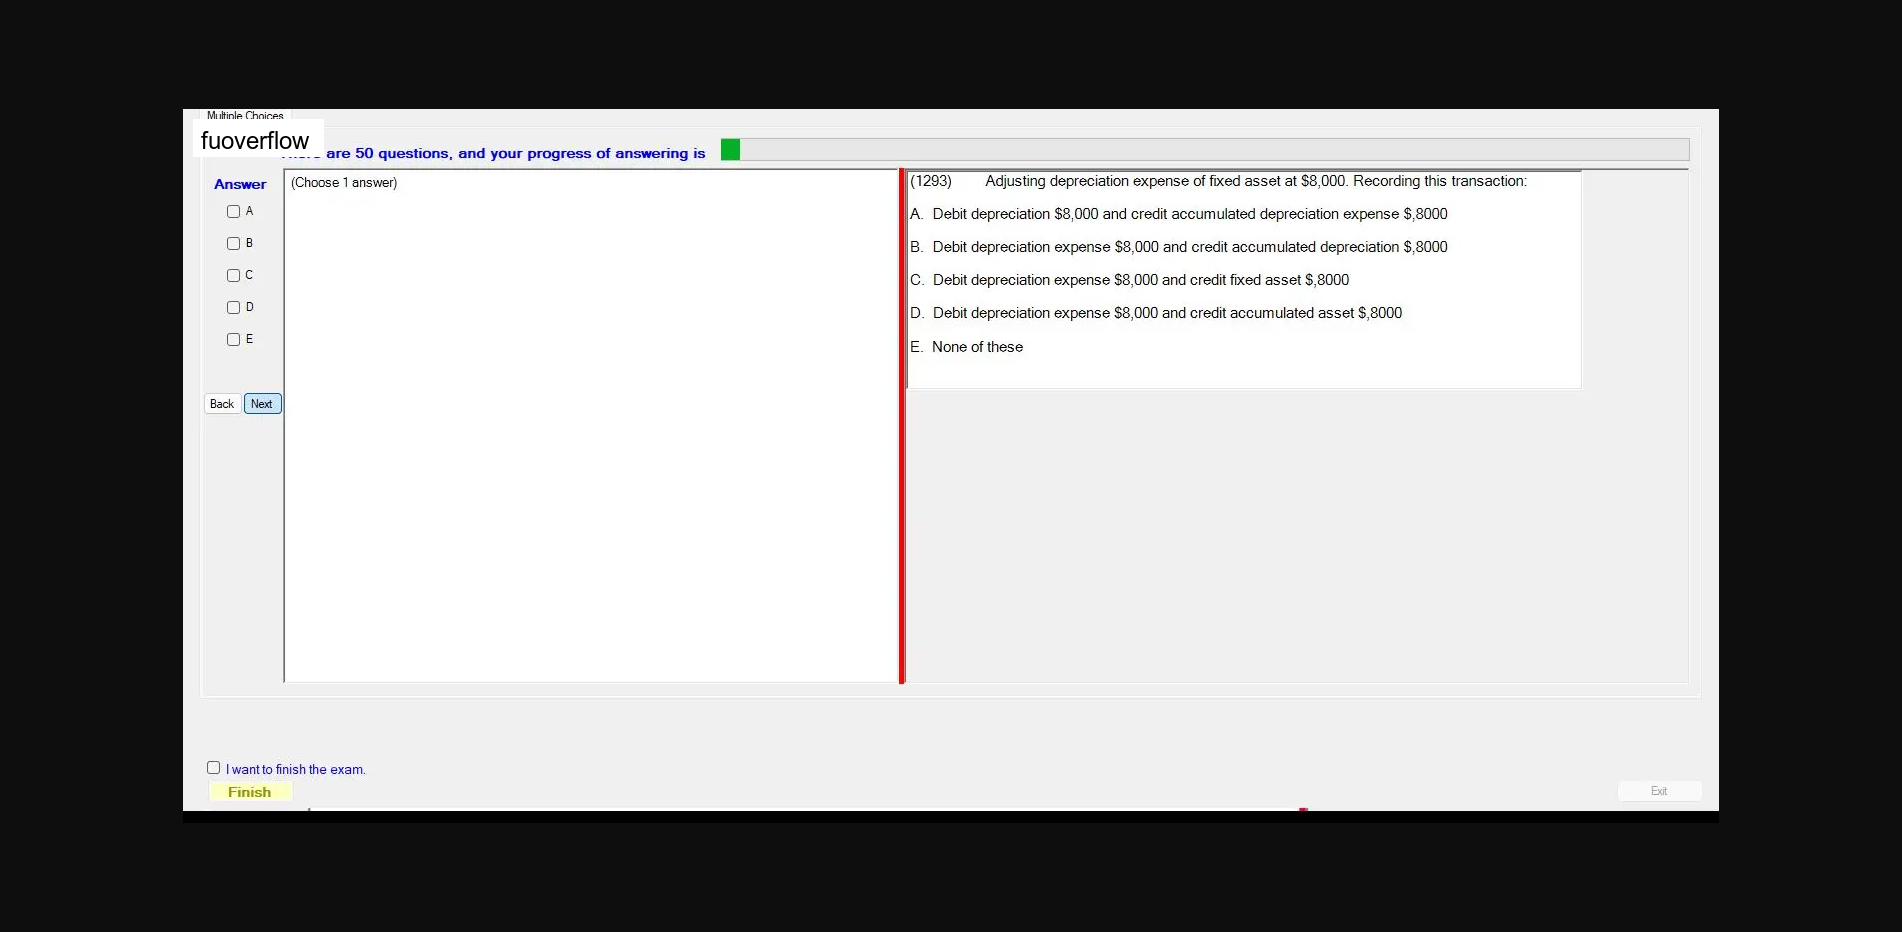 Multiple Choices
fuoverflow
are 50 questions, and your progress of answering is
Answer
(Choose 1 answer)
A
B
C
D
E
Back Next
(1293) Adjusting depreciation expense of fixed asset at $8,000. Recording this transaction:
A. Debit depreciation $8,000 and credit accumulated depreciation expense $,8000
B. Debit depreciation expense $8,000 and credit accumulated depreciation $,8000
C. Debit depreciation expense $8,000 and credit fixed asset $,8000
D. Debit depreciation expense $8,000 and credit accumulated asset $,8000
E. None of these
I want to finish the exam.
Finish
Exit